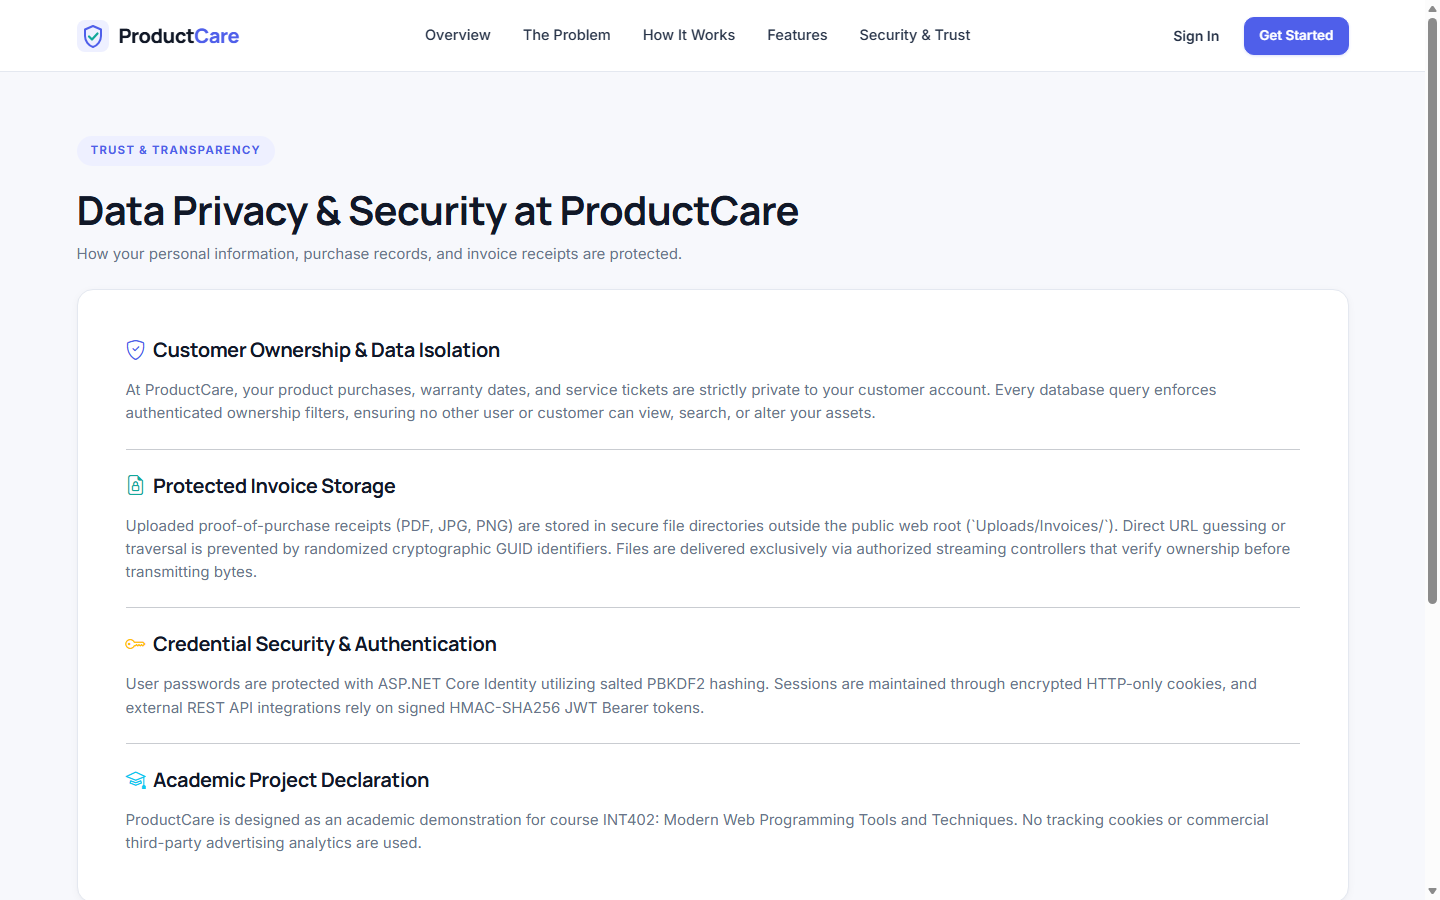 ProductCare
Overview
The Problem
How It Works
Features
Security & Trust
Sign In
Get Started
TRUST & TRANSPARENCY
Data Privacy & Security at ProductCare
How your personal information, purchase records, and invoice receipts are protected.
Customer Ownership & Data Isolation
At ProductCare, your product purchases, warranty dates, and service tickets are strictly private to your customer account. Every database query enforces
authenticated ownership filters, ensuring no other user or customer can view, search, or alter your assets.
Protected Invoice Storage
Uploaded proof-of-purchase receipts (PDF, JPG, PNG) are stored in secure file directories outside the public web root (`Uploads/Invoices/`). Direct URL guessing or
traversal is prevented by randomized cryptographic GUID identifiers. Files are delivered exclusively via authorized streaming controllers that verify ownership before
transmitting bytes.
Credential Security & Authentication
User passwords are protected with ASP.NET Core Identity utilizing salted PBKDF2 hashing. Sessions are maintained through encrypted HTTP-only cookies, and
external REST API integrations rely on signed HMAC-SHA256 JWT Bearer tokens.
Academic Project Declaration
ProductCare is designed as an academic demonstration for course INT402: Modern Web Programming Tools and Techniques. No tracking cookies or commercial
third-party advertising analytics are used.